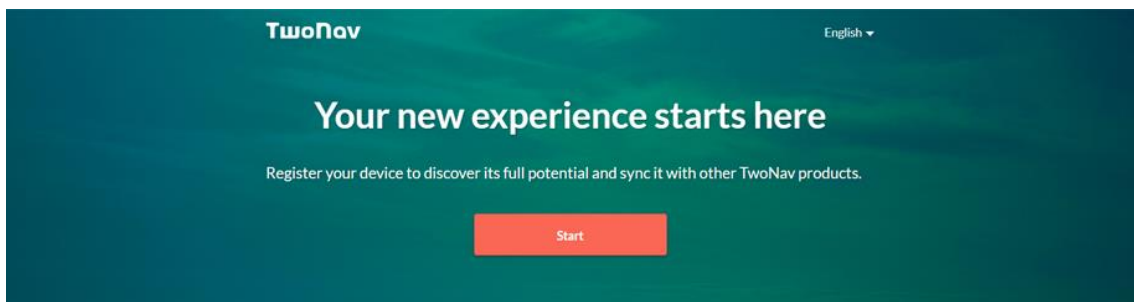 TwoNav
English
Your new experience starts here
Register your device to discover its full potential and sync it with other TwoNav products.
Start